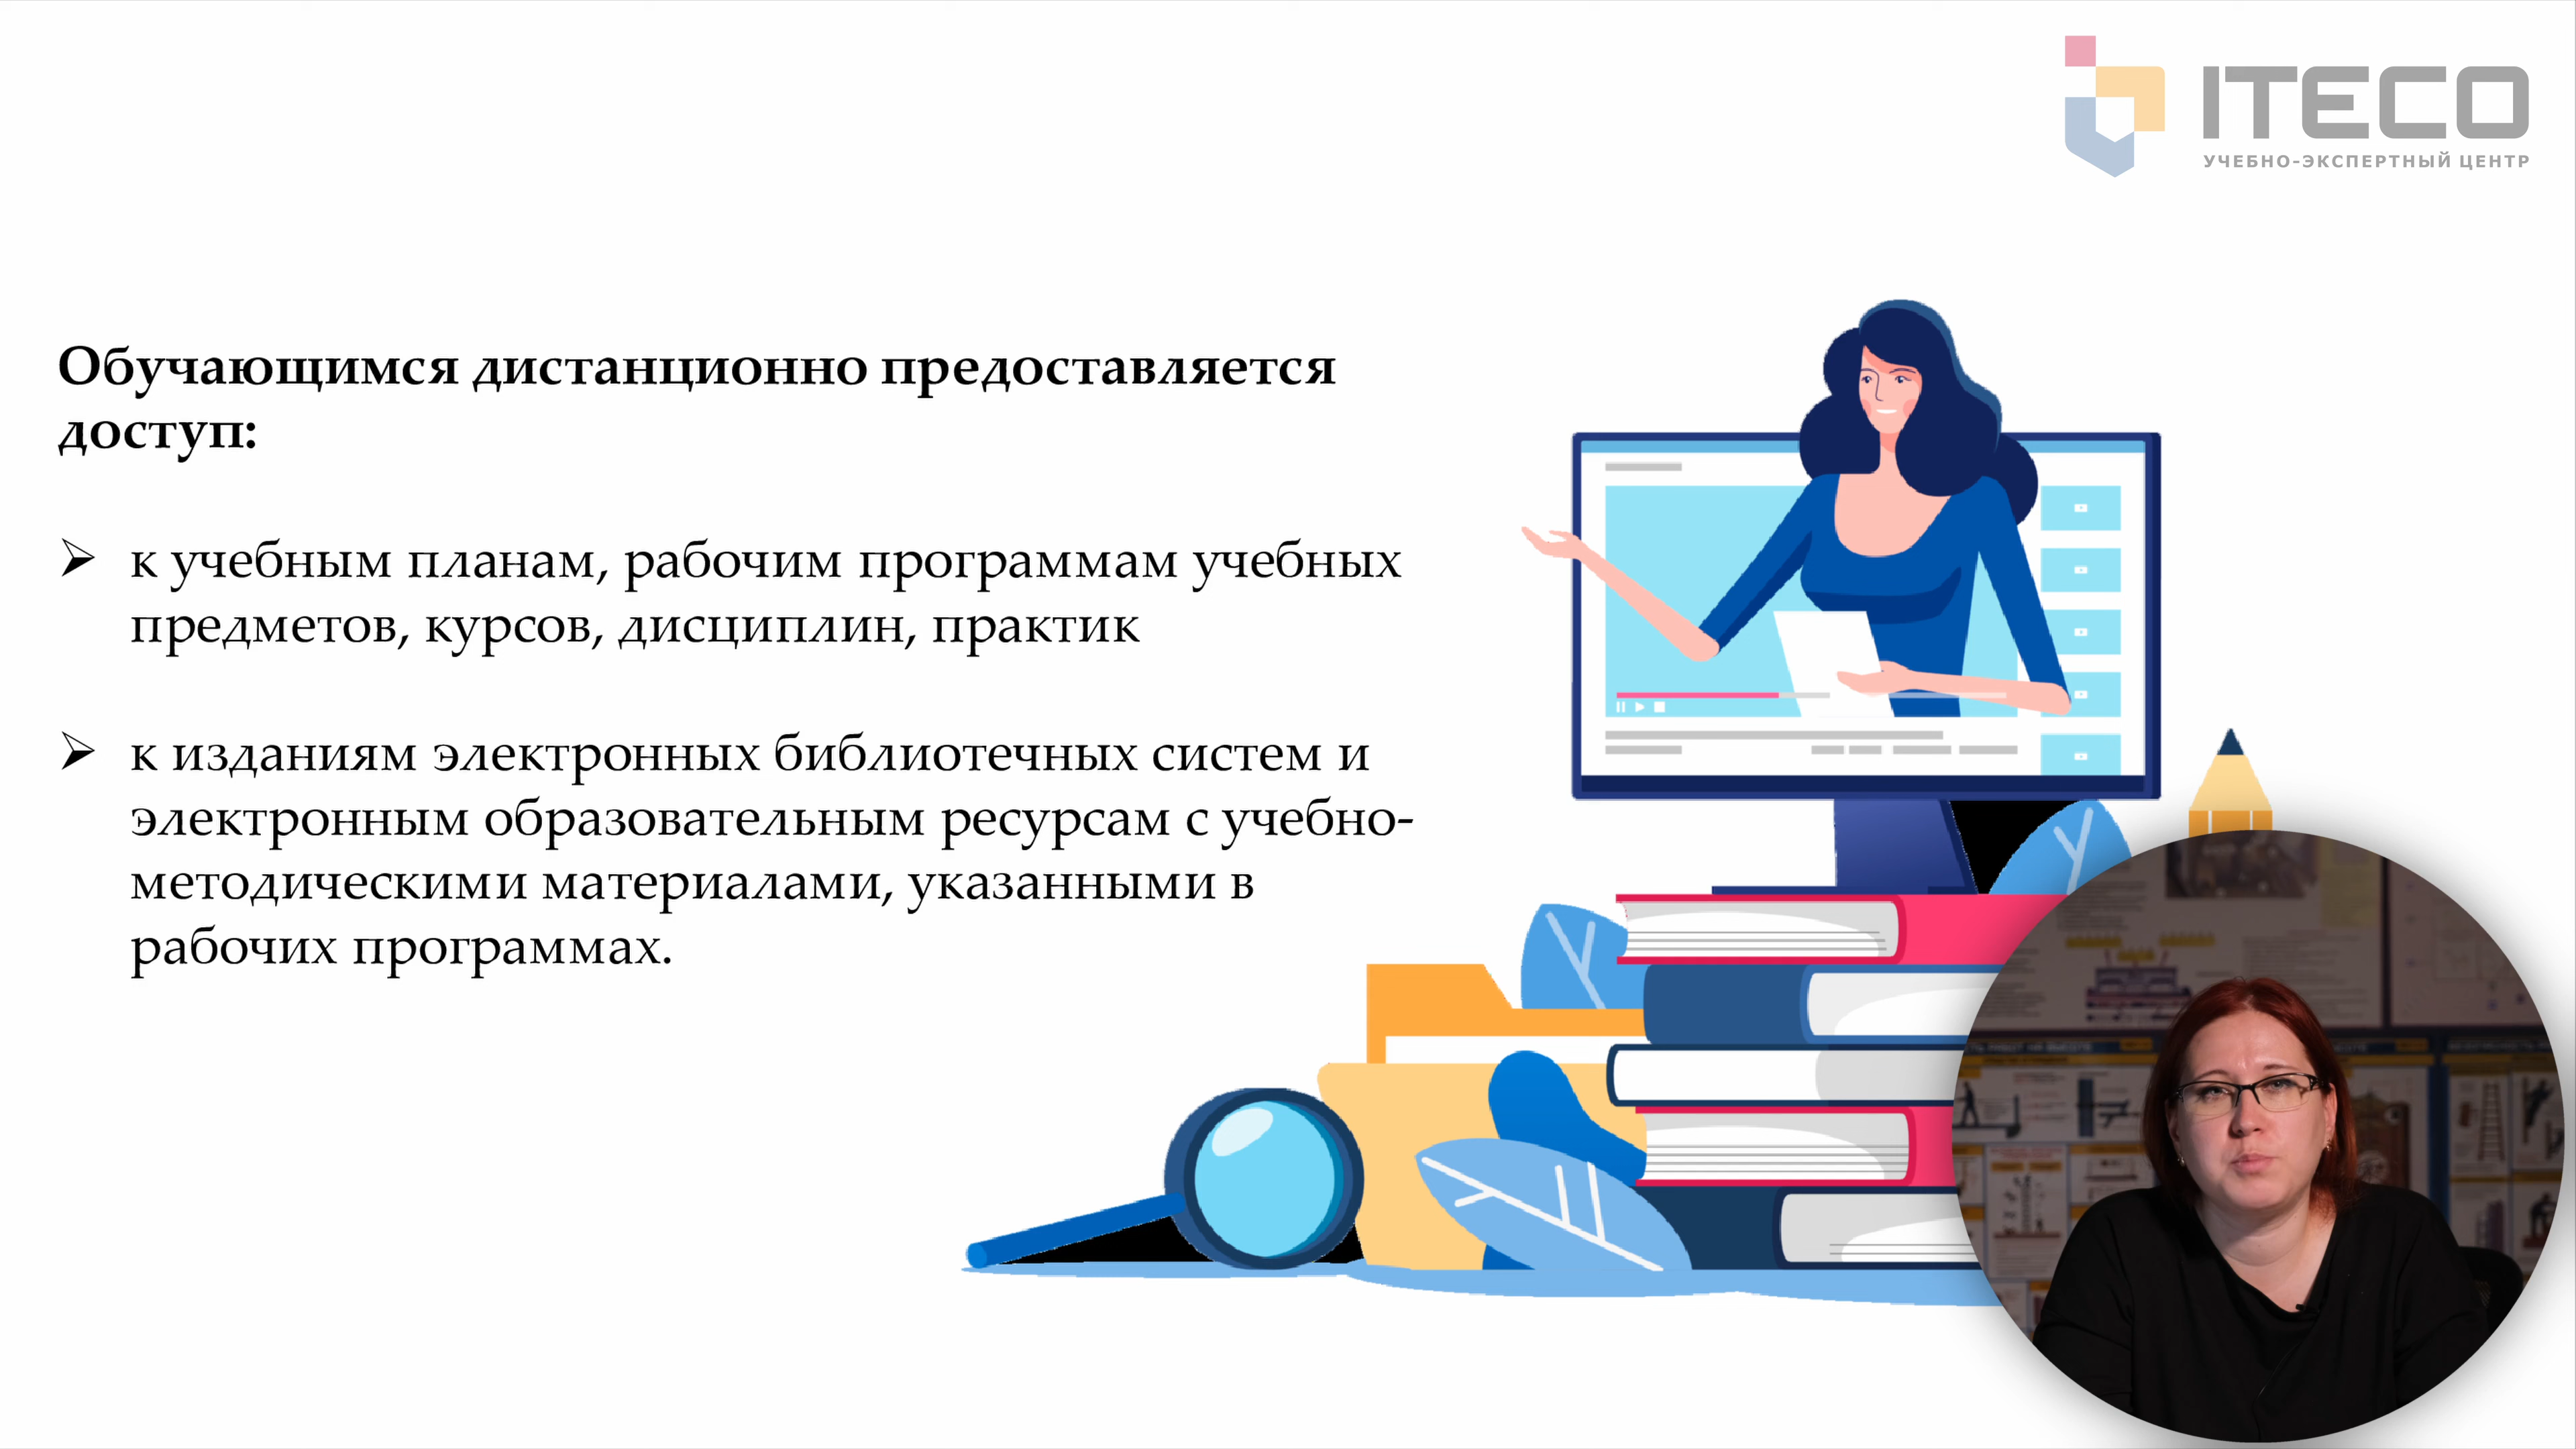 ITECO
УЧЕБНО-ЭКСПЕРТНЫЙ ЦЕНТР
Обучающимся дистанционно предоставляется
доступ:
к учебным планам, рабочим программам учебных
предметов, курсов, дисциплин, практик
к изданиям электронных библиотечных систем и
электронным образовательным ресурсам с учебно-
методическими материалами, указанными в
рабочих программах.